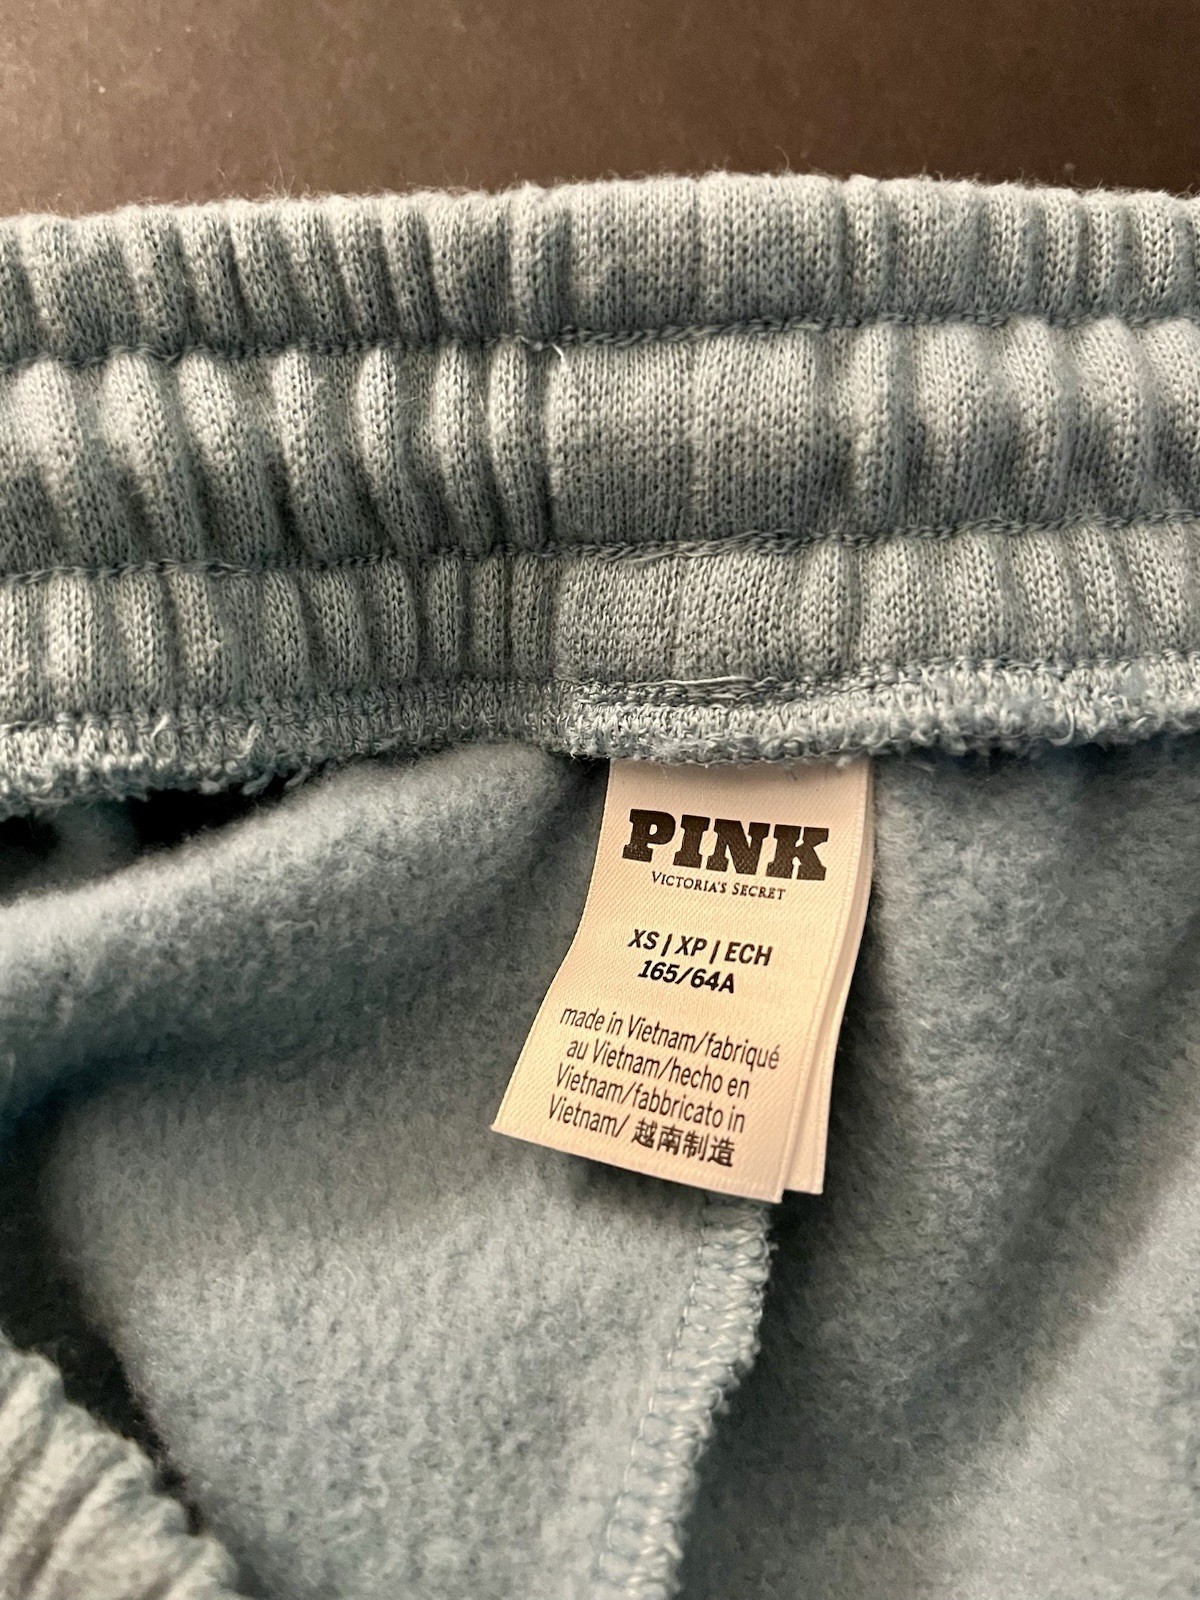 PINK
VICTORIA'S SECRET
XS | XP | ECH
165/64A
made in Vietnam/fabriqué
au Vietnam/hecho en
Vietnam/fabbricato in
Vietnam/ 越南制造